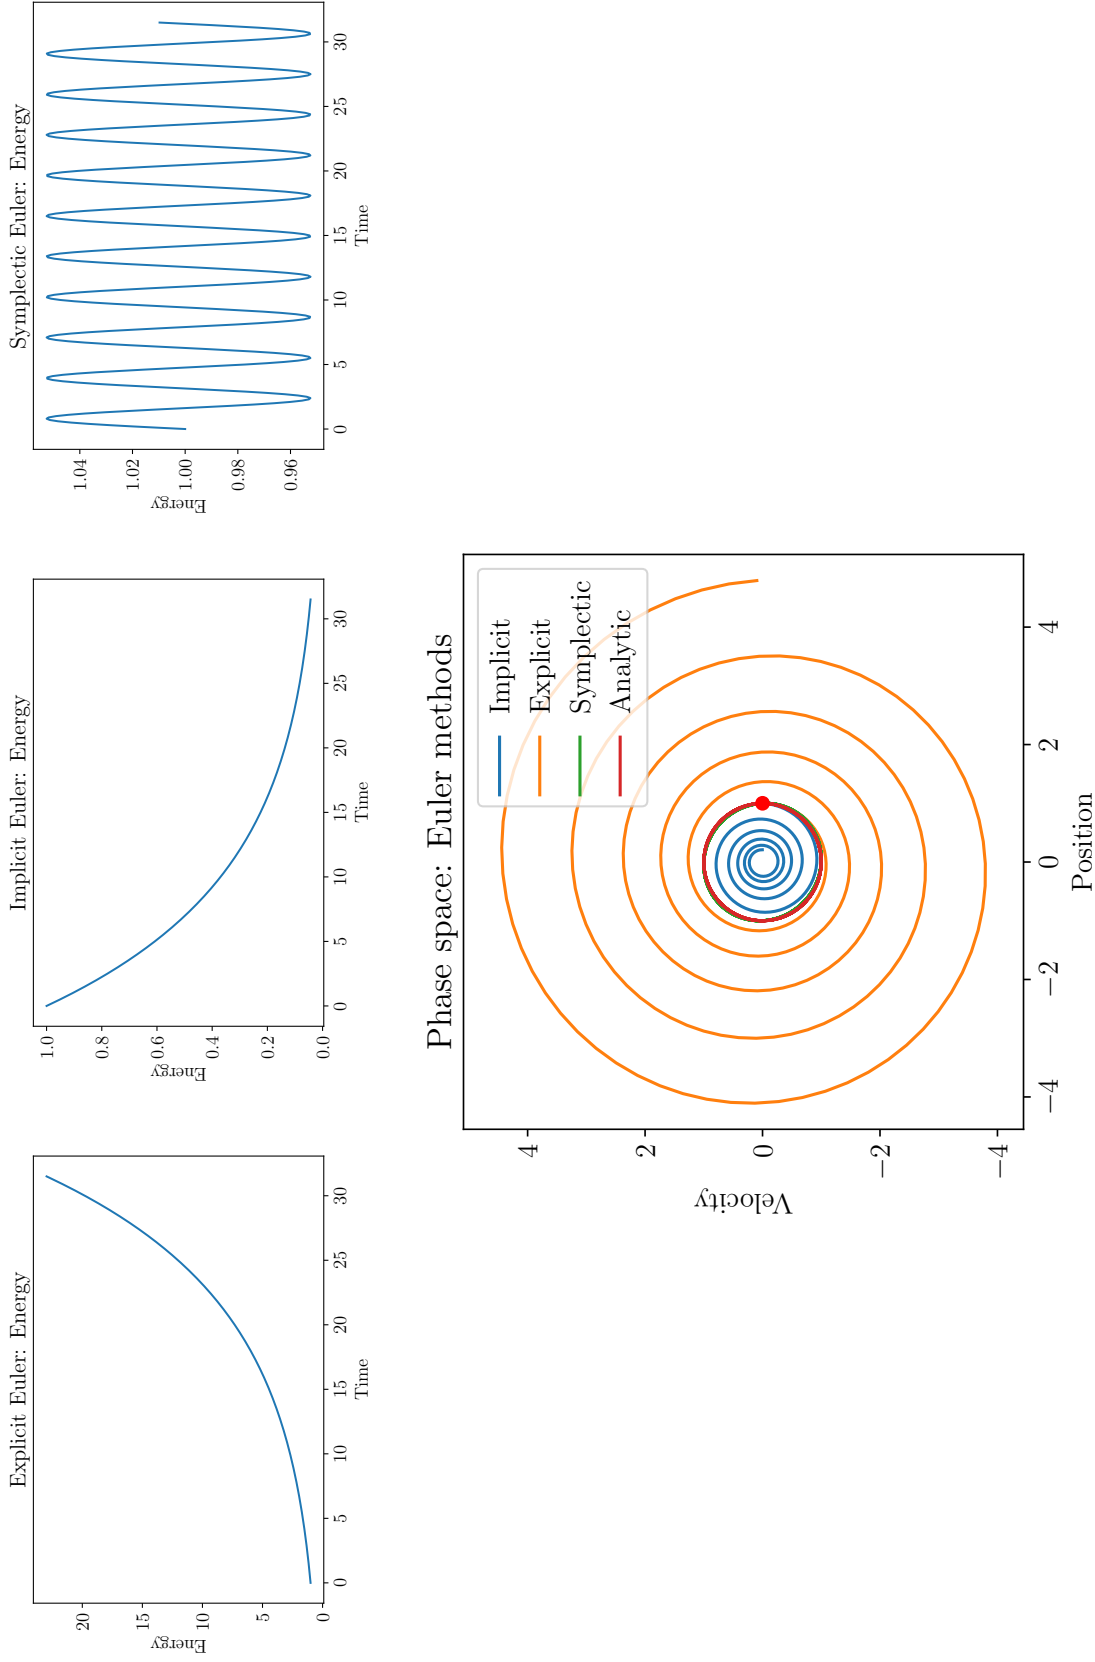 Explicit Euler: Energy
Energy
20
15
10
5
0
0
5
10
15
20
25
30
Time
Implicit Euler: Energy
Energy
1.0
0.8
0.6
0.4
0.2
0.0
0
5
10
15
20
25
30
Time
Symplectic Euler: Energy
Energy
1.04
1.02
1.00
0.98
0.96
0
5
10
15
20
25
30
Time
Phase space: Euler methods
Velocity
4
2
0
−2
−4
Implicit
Explicit
Symplectic
Analytic
−4
−2
0
2
4
Position